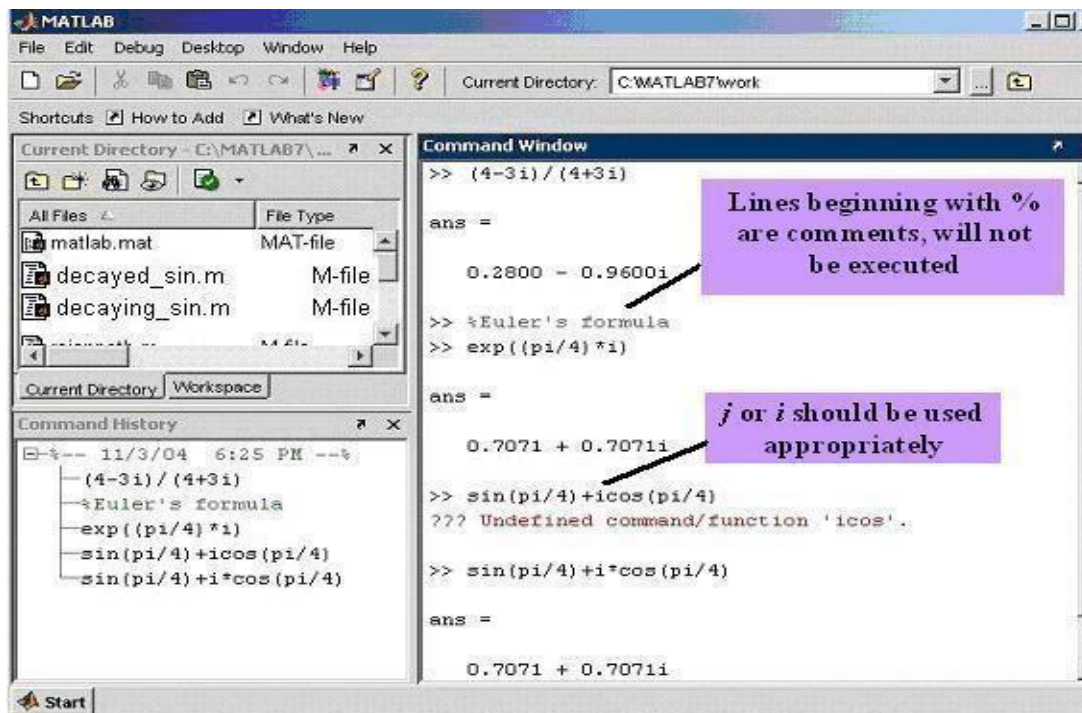 MATLAB
File Edit Debug Desktop Window Help
Current Directory: C:\MATLAB7\work
...
Shortcuts How to Add What's New
Current Directory - C:\MATLAB7\ ...
All Files File Type
matlab.mat MAT-file
decayed_sin.m M-file
decaying_sin.m M-file
Current Directory Workspace
Command History
%-- 11/3/04 6:25 PM --%
(4-3i)/(4+3i)
%Euler's formula
exp((pi/4)*i)
sin(pi/4)+icos(pi/4)
sin(pi/4)+i*cos(pi/4)
Command Window
>> (4-3i)/(4+3i)
ans =
0.2800 - 0.9600i
>> %Euler's formula
>> exp((pi/4)*i)
ans =
0.7071 + 0.7071i
>> sin(pi/4)+icos(pi/4)
??? Undefined command/function 'icos'.
>> sin(pi/4)+i*cos(pi/4)
ans =
0.7071 + 0.7071i
Lines beginning with %
are comments, will not
be executed
j or i should be used
appropriately
Start